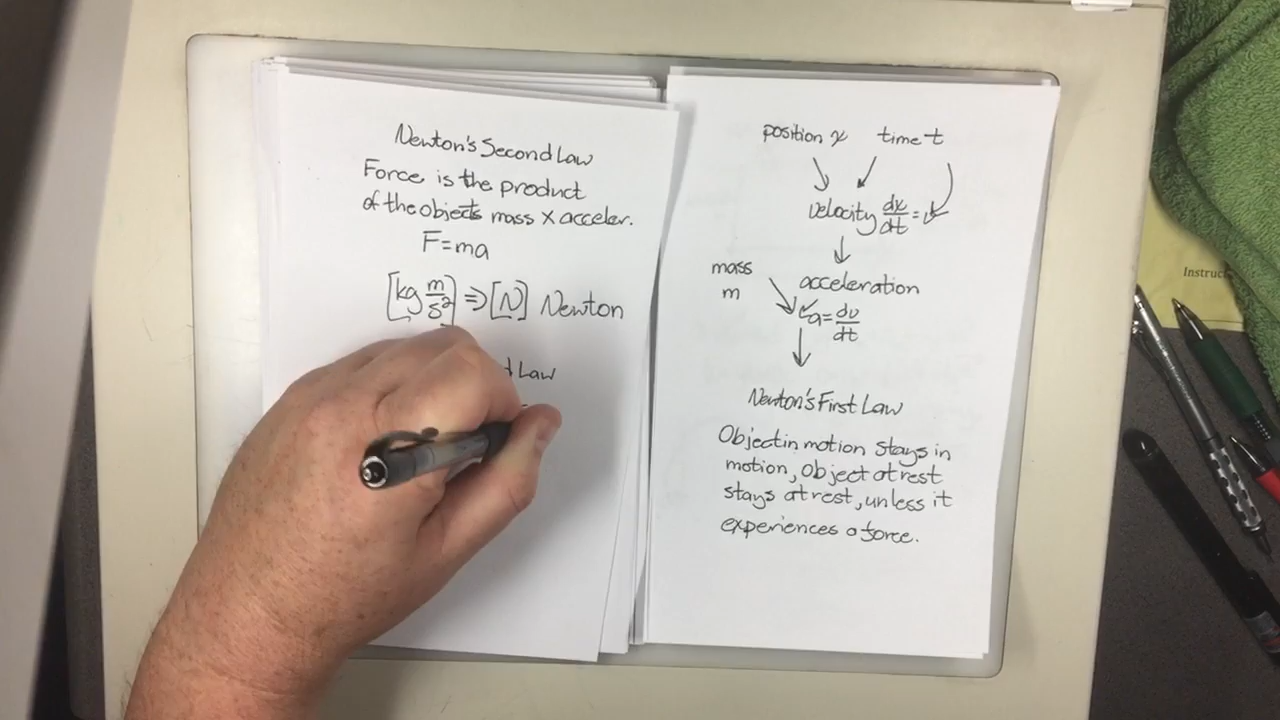 Newton's Second Law
Force is the product
of the objects mass x acceler.
F=ma
[kg m/s²] => [N] Newton
Law
position x time t
velocity dx/dt = v
mass
m
acceleration
a = dv/dt
Newton's First Law
Object in motion stays in
motion, object at rest
stays at rest, unless it
experiences a force.